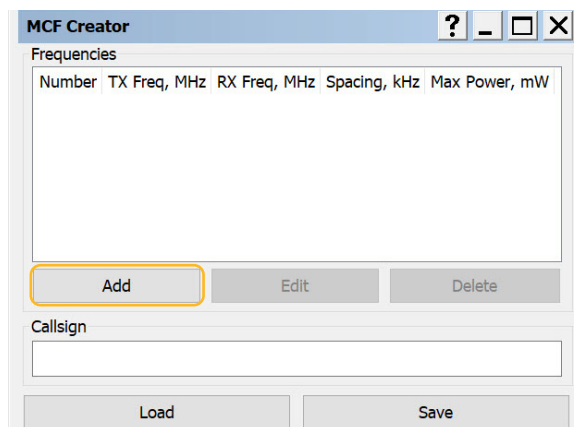 MCF Creator
Frequencies
Number TX Freq, MHz RX Freq, MHz Spacing, kHz Max Power, mW
Add Edit Delete
Callsign
Load Save